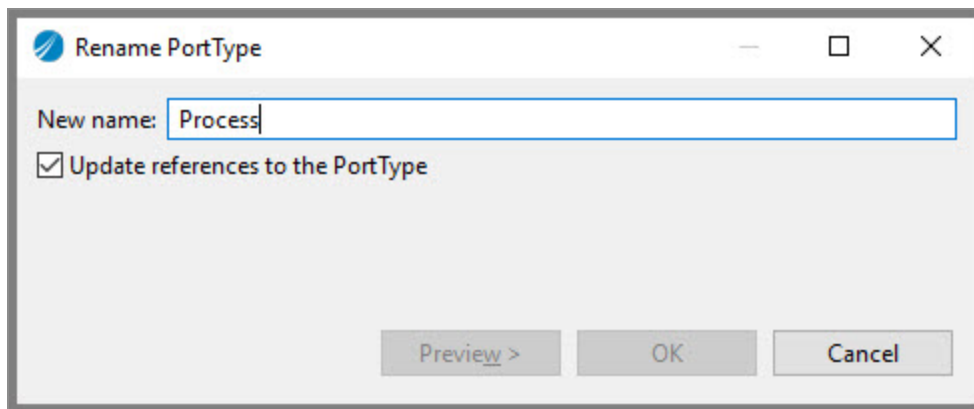 Rename PortType
New name: Process
Update references to the PortType
Preview > OK Cancel